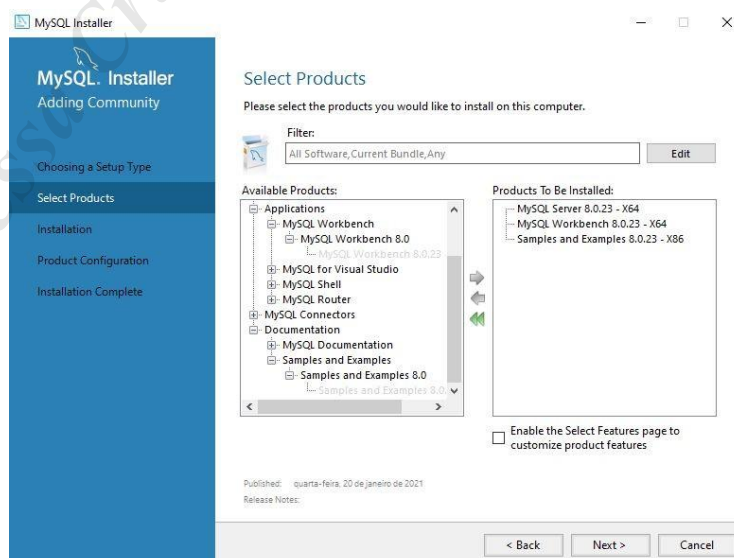 MySQL Installer
MySQL. Installer
Adding Community
Choosing a Setup Type
Select Products
Installation
Product Configuration
Installation Complete
Select Products
Please select the products you would like to install on this computer.
Filter:
All Software,Current Bundle,Any
Edit
Available Products:
Applications
MySQL Workbench
MySQL Workbench 8.0
MySQL Workbench 8.0.23
MySQL for Visual Studio
MySQL Shell
MySQL Router
MySQL Connectors
Documentation
MySQL Documentation
Samples and Examples
Samples and Examples 8.0
Samples and Examples 8.0.
Products To Be Installed:
MySQL Server 8.0.23 - X64
MySQL Workbench 8.0.23 - X64
Samples and Examples 8.0.23 - X86
Enable the Select Features page to
customize product features
Published: quarta-feira, 20 de janeiro de 2021
Release Notes:
< Back
Next >
Cancel